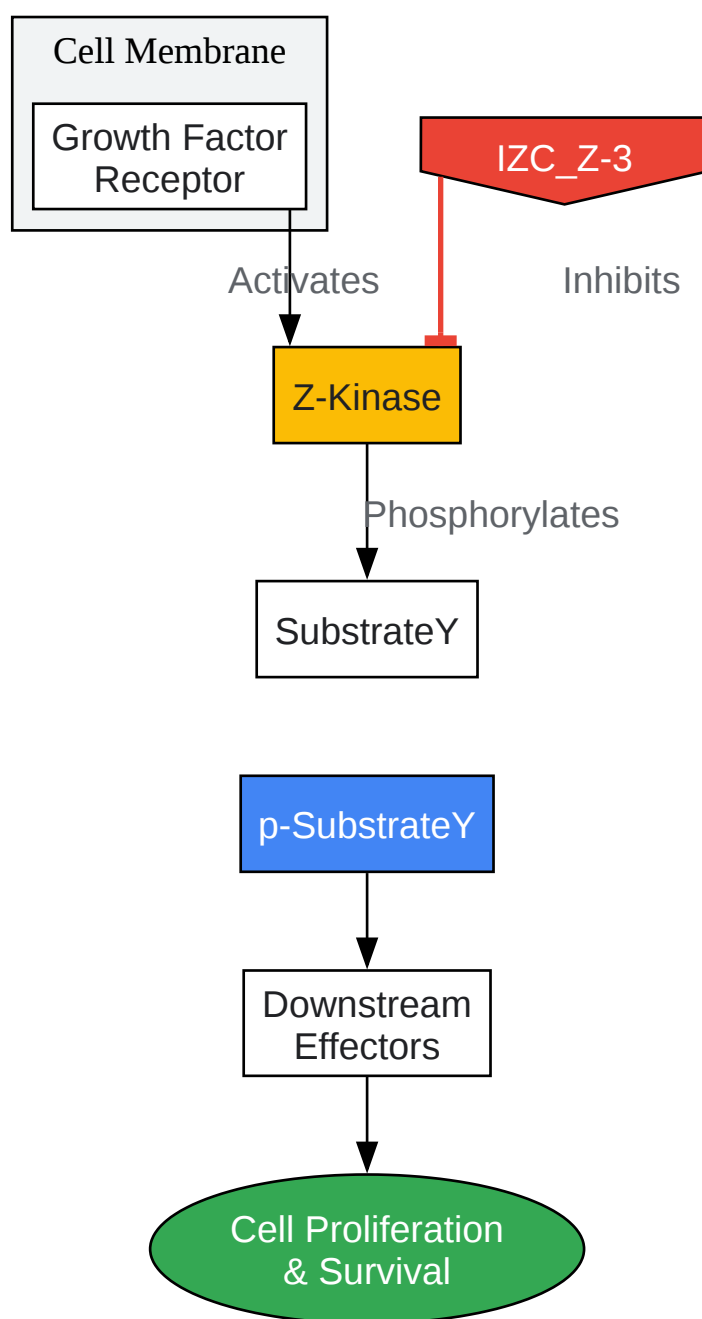 Cell Membrane
Growth Factor
Receptor
IZC_Z-3
Activates
Inhibits
Z-Kinase
Phosphorylates
SubstrateY
p-SubstrateY
Downstream
Effectors
Cell Proliferation
& Survival